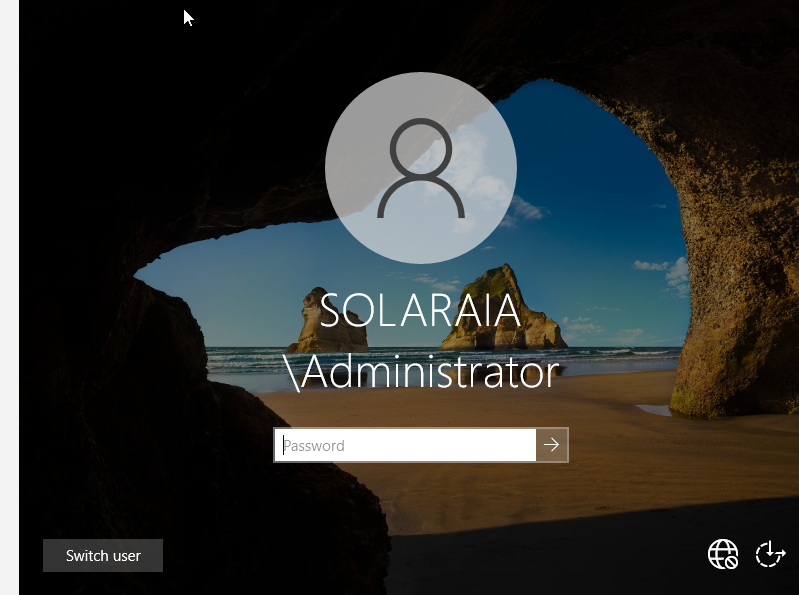 SOLARAIA
\Administrator
Password
Switch user